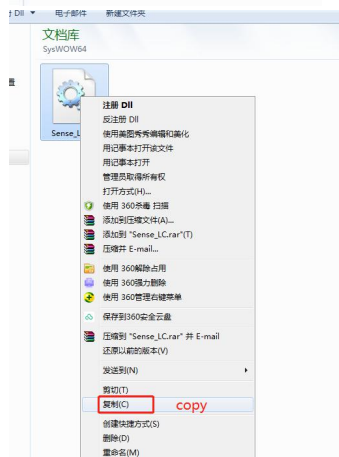 Dll
电子邮件
新建文件夹
文档库
SysWOW64
置
Sense_L
注册 Dll
反注册 Dll
使用美图秀秀编辑和美化
用记事本打开该文件
用记事本打开
管理员取得所有权
打开方式(H)...
使用 360杀毒 扫描
添加到压缩文件(A)...
添加到 "Sense_LC.rar"(T)
压缩并 E-mail...
使用 360解除占用
使用 360强力删除
使用 360管理右键菜单
保存到360安全云盘
压缩到 "Sense_LC.rar" 并 E-mail
还原以前的版本(V)
发送到(N)
剪切(T)
复制(C)
copy
创建快捷方式(S)
删除(D)
重命名(M)